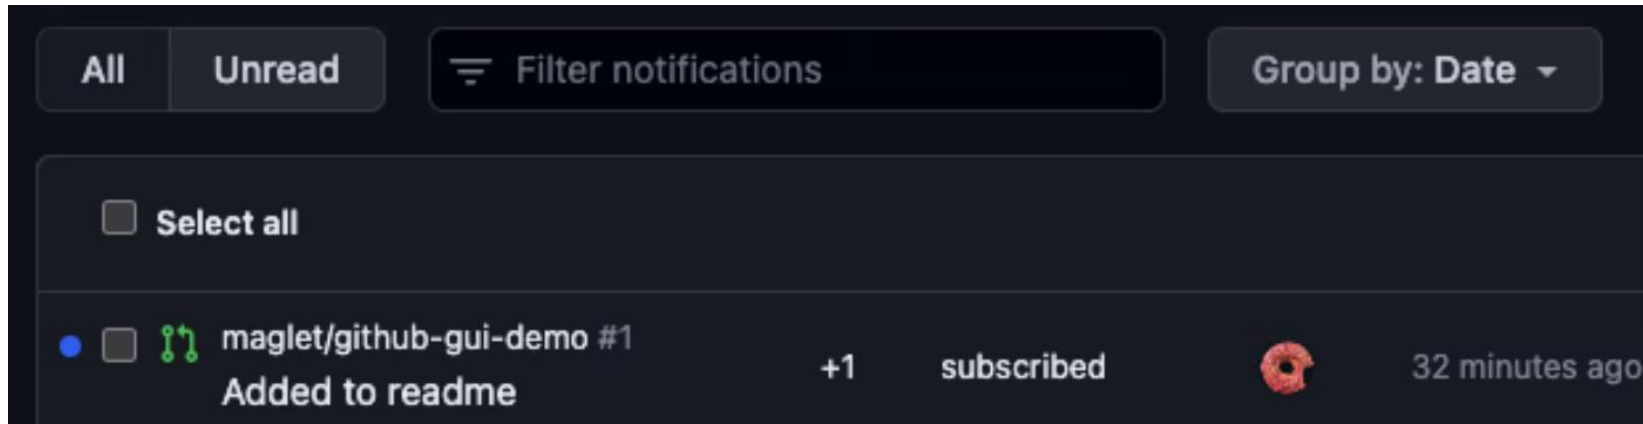 All Unread Filter notifications Group by: Date
Select all
maglet/github-gui-demo #1
+1 subscribed 32 minutes ago
Added to readme